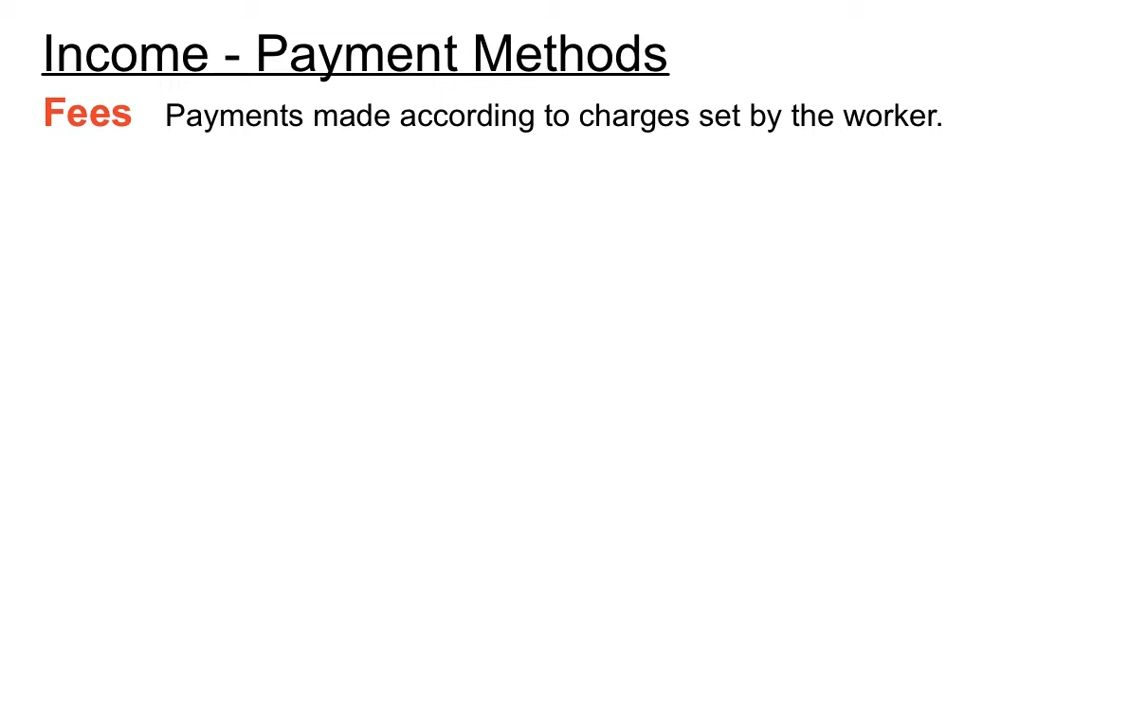 Income - Payment Methods
Fees Payments made according to charges set by the worker.